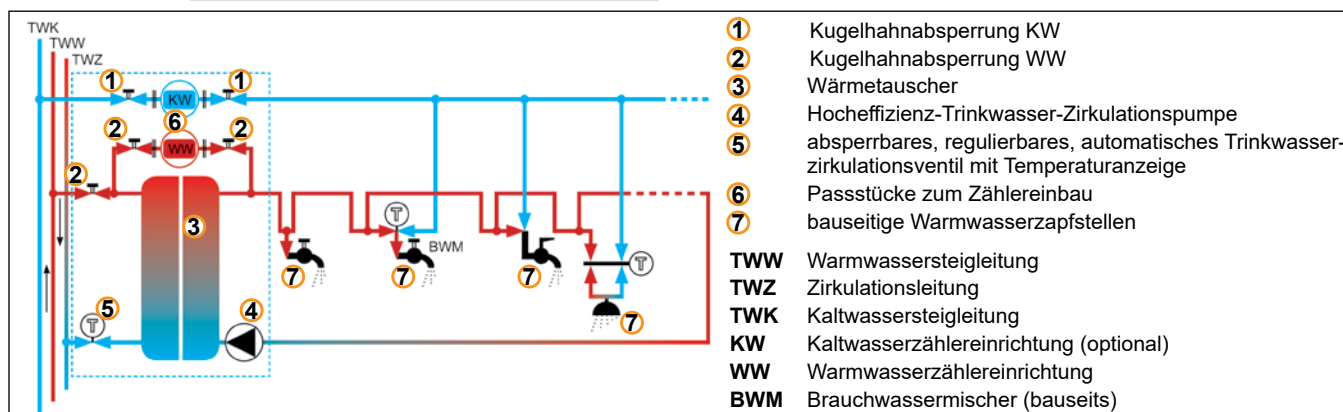 TWK
TWW
TWZ
1
1
KW
6
2
2
WW
2
3
T
BWM
T
7
7
7
7
5
T
4
1 Kugelhahnabsperrung KW
2 Kugelhahnabsperrung WW
3 Wärmetauscher
4 Hocheffizienz-Trinkwasser-Zirkulationspumpe
5 absperrbares, regulierbares, automatisches Trinkwasser-
zirkulationsventil mit Temperaturanzeige
6 Passstücke zum Zählereinbau
7 bauseitige Warmwasserzapfstellen
TWW Warmwassersteigleitung
TWZ Zirkulationsleitung
TWK Kaltwassersteigleitung
KW Kaltwasserzählereinrichtung (optional)
WW Warmwasserzählereinrichtung
BWM Brauchwassermischer (bauseits)